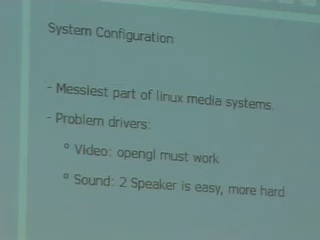 System Configuration
- Messiest part of linux media systems.
- Problem drivers:
° Video: opengl must work
° Sound: 2 Speaker is easy, more hard